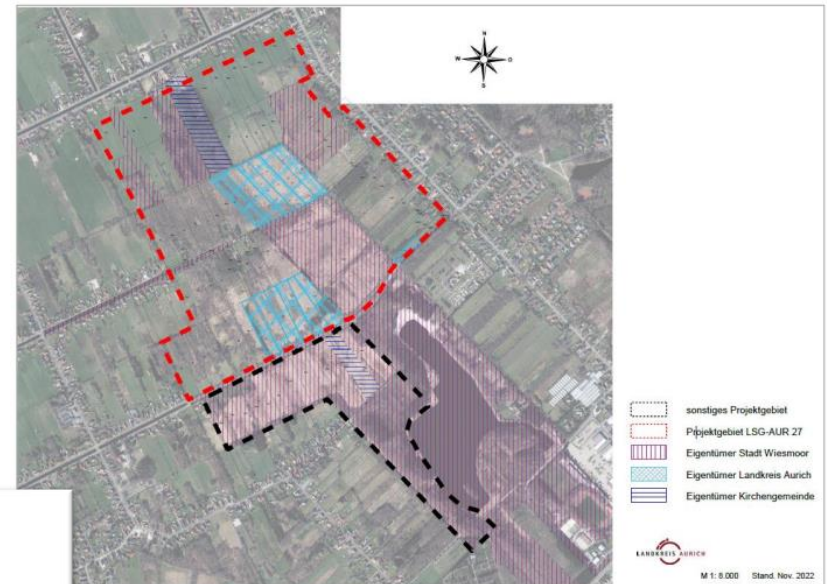 N
W
O
S
sonstiges Projektgebiet
Projektgebiet LSG-AUR 27
Eigentümer Stadt Wiesmoor
Eigentümer Landkreis Aurich
Eigentümer Kirchengemeinde
LANDKREIS AURICH
M 1: 8.000 Stand. Nov. 2022